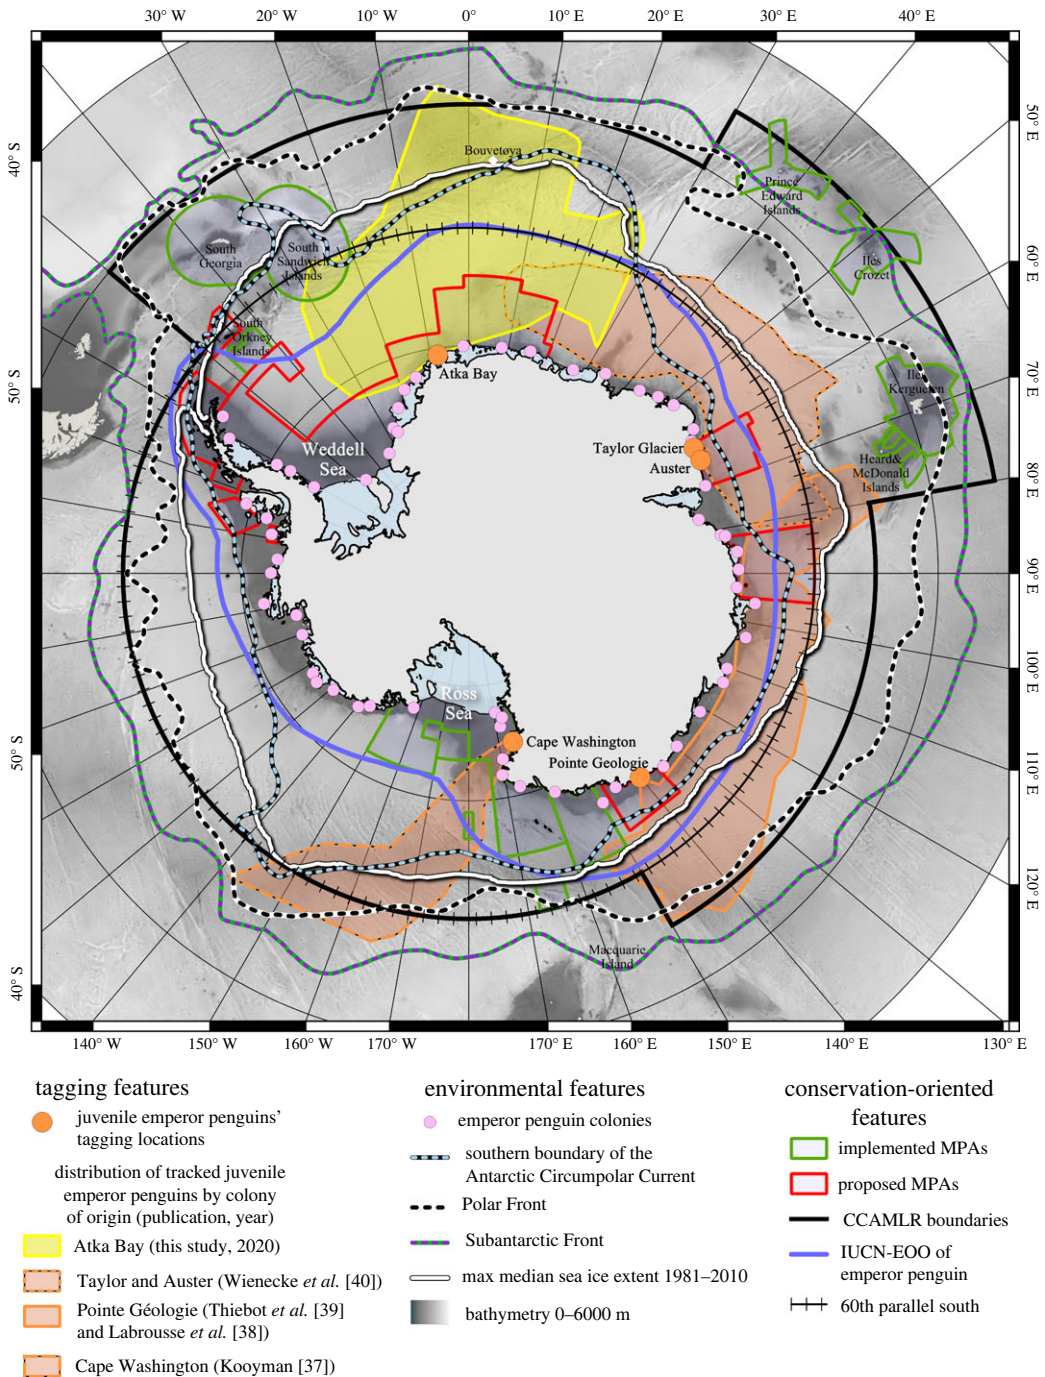 30° W
20° W
10° W
0°
10° E
20° E
30° E
40° E
40° S
50° S
50° S
40° S
50° E
60° E
70° E
80° E
90° E
100° E
110° E
120° E
Bouvetøya
Prince
Edward
Islands
Iles
Crozet
South
Georgia
South
Sandwich
Islands
South
Orkney
Islands
Iles
Kerguelen
Heard&
McDonald
Islands
Atka Bay
Weddell
Sea
Taylor Glacier
Auster
Ross
Sea
Cape Washington
Pointe Geologie
Macquarie
Island
140° W
150° W
160° W
170° W
170° E
160° E
150° E
140° E
130° E
tagging features
juvenile emperor penguins’
tagging locations
distribution of tracked juvenile
emperor penguins by colony
of origin (publication, year)
Atka Bay (this study, 2020)
Taylor and Auster (Wienecke et al. [40])
Pointe Géologie (Thiebot et al. [39]
and Labrousse et al. [38])
Cape Washington (Kooyman [37])
environmental features
emperor penguin colonies
southern boundary of the
Antarctic Circumpolar Current
Polar Front
Subantarctic Front
max median sea ice extent 1981–2010
bathymetry 0–6000 m
conservation-oriented
features
implemented MPAs
proposed MPAs
CCAMLR boundaries
IUCN-EOO of
emperor penguin
60th parallel south